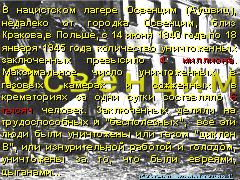 В нацистском лагере Освенцим (Аушвиц),
недалеко от городка Освенцим, близ
Кракова,в Польше, с 14 июня 1940 года по 18
января 1945 года количество уничтоженных
заключенных превысило 4 миллиона.
Максимальное число уничтоженных в
газовых камерах и сожженных в
крематориях за одни сутки составляло
тысяч человек. Заключенных делили на
трудоспособных и "бесполезных", все эти
люди были уничтожены или газом "циклон
В", или изнурительной работой и голодом,
уничтожены за то, что были евреями,
цыганами...
Освенцим